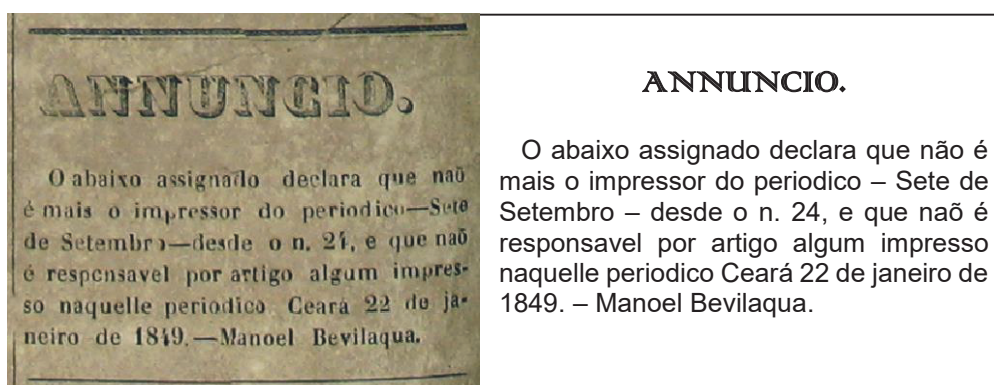 ANNUNCIO.
O abaixo assignado declara que naõ
é mais o impressor do periodico—Sete
de Setembro—desde o n. 24, e que naõ
é responsavel por artigo algum impres-
so naquelle periodico Ceará 22 de ja-
neiro de 1849.—Manoel Bevilaqua.
ANNUNCIO.
O abaixo assignado declara que não é
mais o impressor do periodico – Sete de
Setembro – desde o n. 24, e que naõ é
responsavel por artigo algum impresso
naquelle periodico Ceará 22 de janeiro de
1849. – Manoel Bevilaqua.